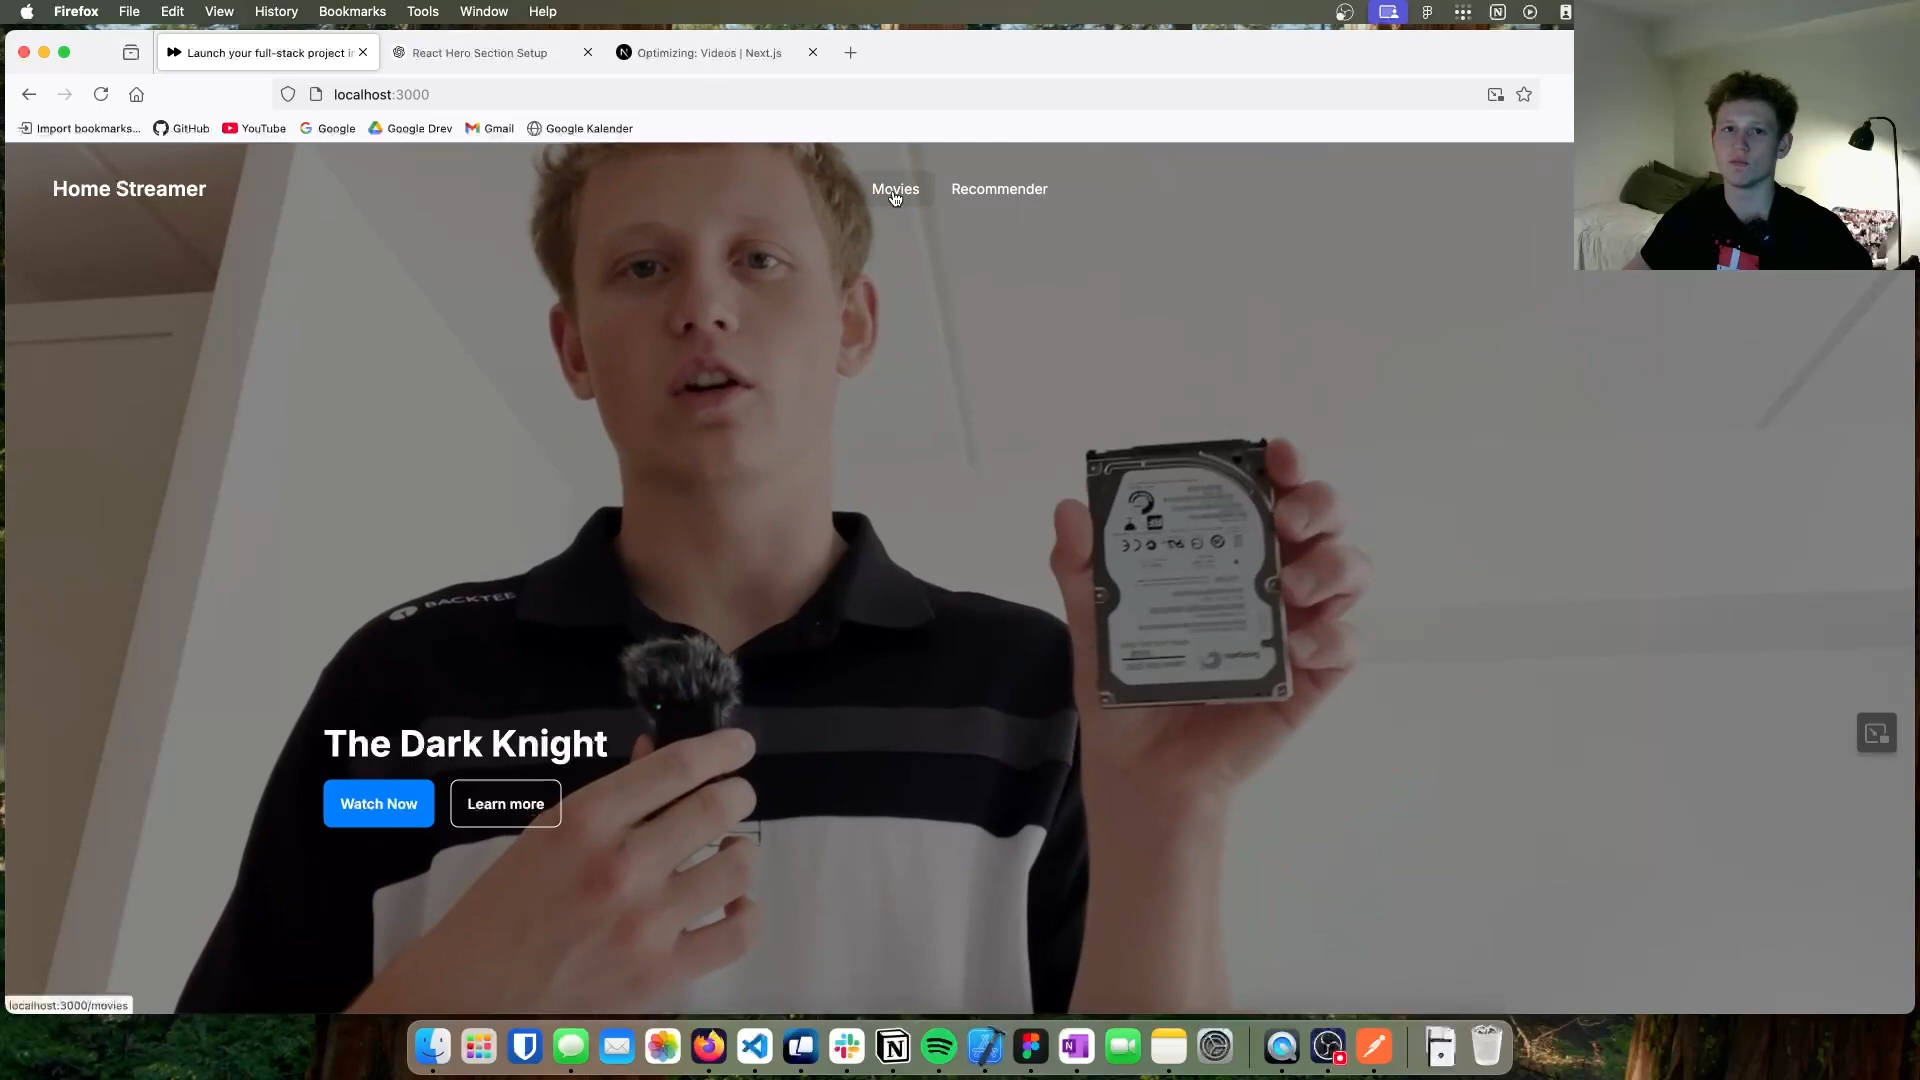 Firefox File Edit View History Bookmarks Tools Window Help
Launch your full-stack project i
React Hero Section Setup
Optimizing: Videos | Next.js
localhost:3000
Import bookmarks...
GitHub
YouTube
Google
Google Drev
Gmail
Google Kalender
Home Streamer
Movies
Recommender
BACKTEE
The Dark Knight
Watch Now
Learn more
localhost:3000/movies